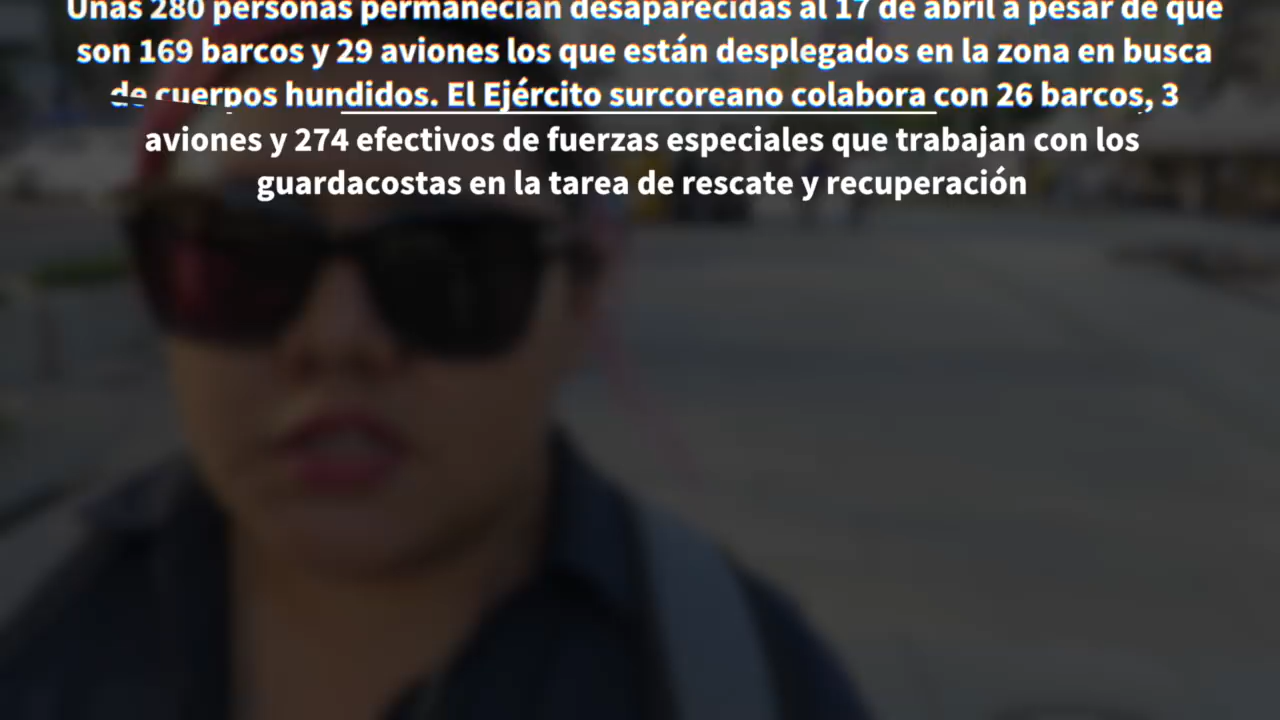 Unas 280 personas permanecían desaparecidas al 17 de abril a pesar de que
son 169 barcos y 29 aviones los que están desplegados en la zona en busca
de cuerpos hundidos. El Ejército surcoreano colabora con 26 barcos, 3
aviones y 274 efectivos de fuerzas especiales que trabajan con los
guardacostas en la tarea de rescate y recuperación